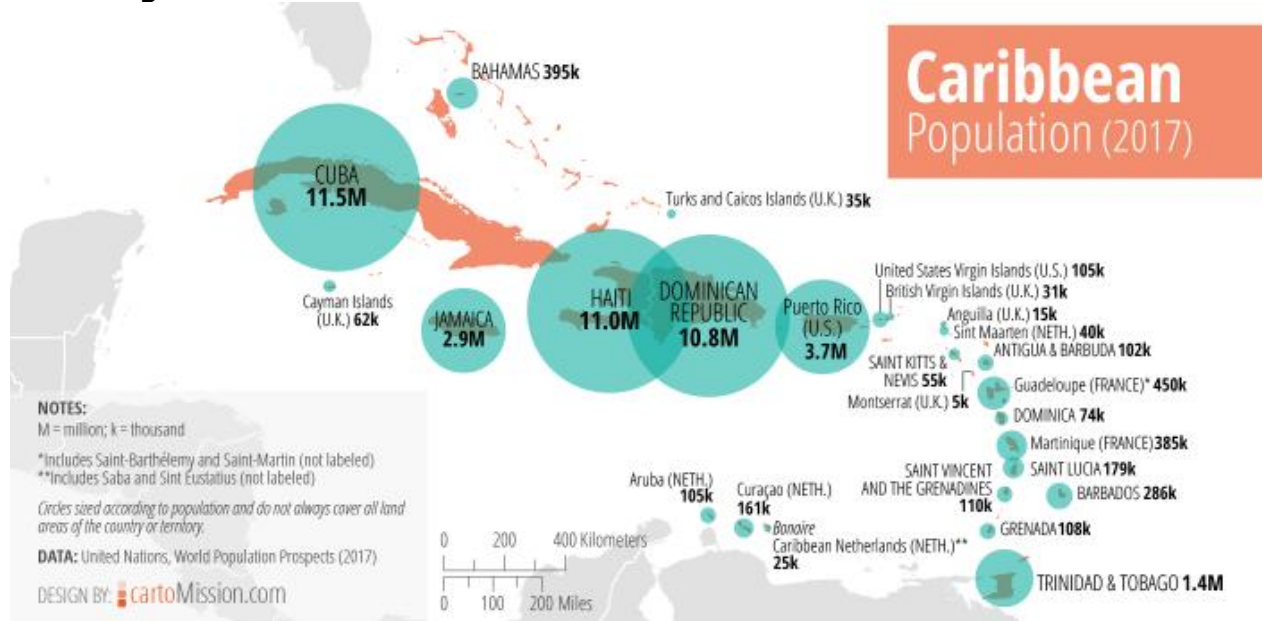 Caribbean
Population (2017)
BAHAMAS 395k
CUBA
11.5M
Turks and Caicos Islands (U.K.) 35k
Cayman Islands
(U.K.) 62k
JAMAICA
2.9M
HAITI
11.0M
DOMINICAN
REPUBLIC
10.8M
Puerto Rico
(U.S.)
3.7M
United States Virgin Islands (U.S.) 105k
British Virgin Islands (U.K.) 31k
Anguilla (U.K.) 15k
Sint Maarten (NETH.) 40k
ANTIGUA & BARBUDA 102k
SAINT KITTS &
NEVIS 55k
Montserrat (U.K.) 5k
Guadeloupe (FRANCE)* 450k
DOMINICA 74k
Martinique (FRANCE) 385k
SAINT LUCIA 179k
SAINT VINCENT
AND THE GRENADINES
110k
BARBADOS 286k
GRENADA 108k
TRINIDAD & TOBAGO 1.4M
Aruba (NETH.)
105k
Curaçao (NETH.)
161k
Bonaire
Caribbean Netherlands (NETH.)**
25k
NOTES:
M = million; k = thousand
*Includes Saint-Barthélemy and Saint-Martin (not labeled)
**Includes Saba and Sint Eustatius (not labeled)
Circles sized according to population and do not always cover all land
areas of the country or territory.
DATA: United Nations, World Population Prospects (2017)
DESIGN BY: cartoMission.com
0 200 400 Kilometers
0 100 200 Miles